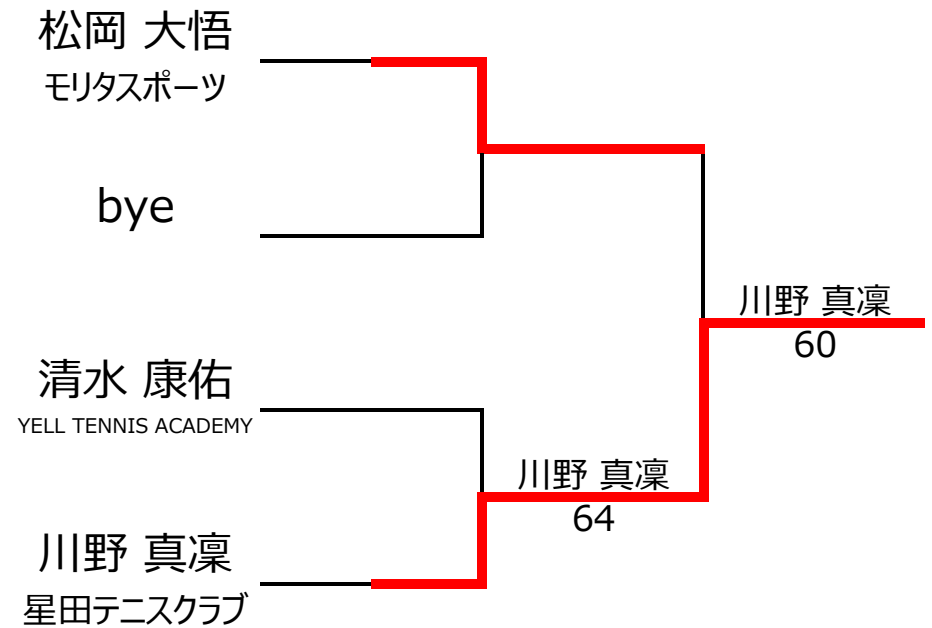 松岡 大悟
モリタスポーツ
bye
清水 康佑
YELL TENNIS ACADEMY
川野 真凜
星田テニスクラブ
川野 真凜
64
川野 真凜
60